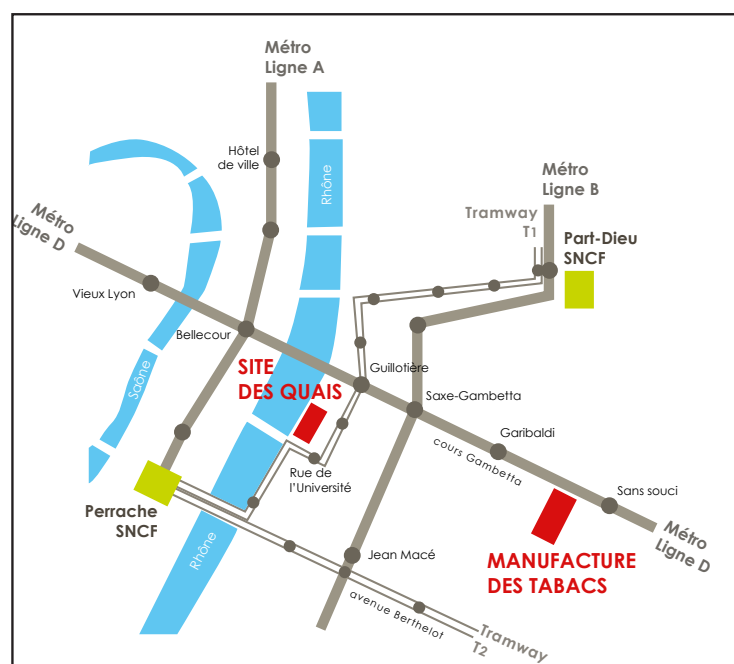 Métro
Ligne A
Hôtel
de ville
Rhône
Métro
Ligne B
Tramway
T1
Part-Dieu
SNCF
Métro
Ligne D
Vieux Lyon
Bellecour
Saône
SITE
DES QUAIS
Guillotière
Saxe-Gambetta
Garibaldi
cours Gambetta
Rue de
l'Université
Sans souci
Perrache
SNCF
Rhône
Jean Macé
MANUFACTURE
DES TABACS
Métro
Ligne D
avenue Berthelot
Tramway
T2